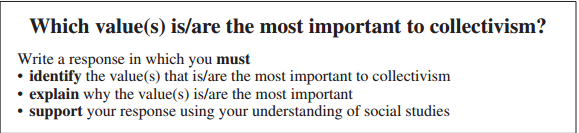 Which value(s) is/are the most important to collectivism?
Write a response in which you must
• identify the value(s) that is/are the most important to collectivism
• explain why the value(s) is/are the most important
• support your response using your understanding of social studies